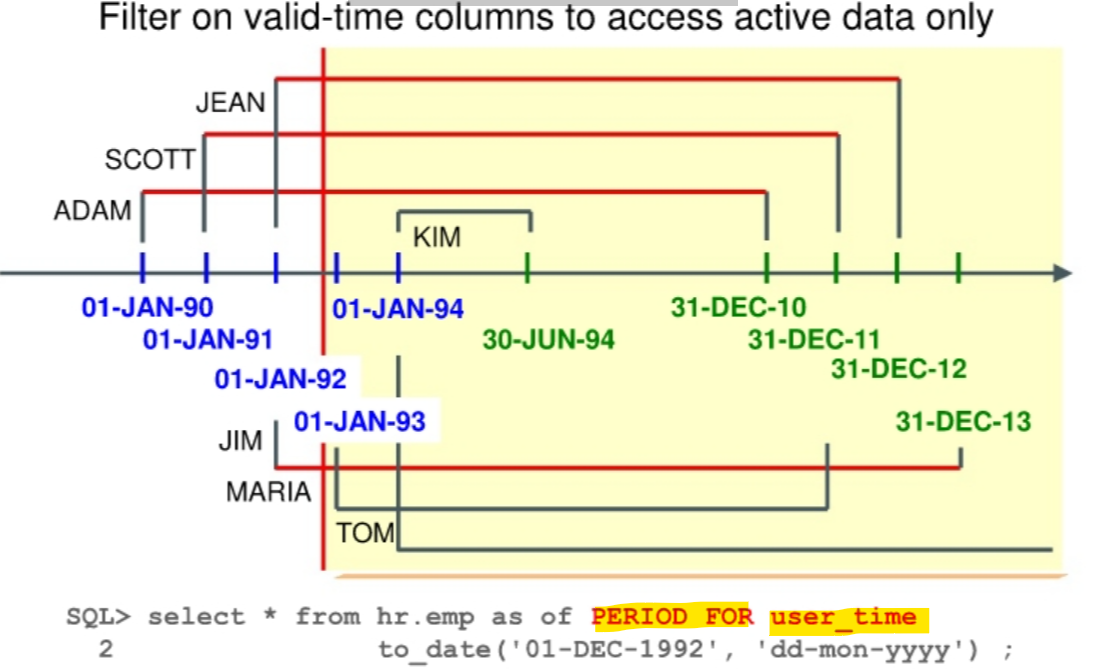 Filter on valid-time columns to access active data only
JEAN
SCOTT
ADAM
KIM
01-JAN-90
01-JAN-94
31-DEC-10
01-JAN-91
30-JUN-94
31-DEC-11
01-JAN-92
31-DEC-12
01-JAN-93
31-DEC-13
JIM
MARIA
TOM
SQL> select * from hr.emp as of PERIOD FOR user_time
2 to_date('01-DEC-1992', 'dd-mon-yyyy') ;